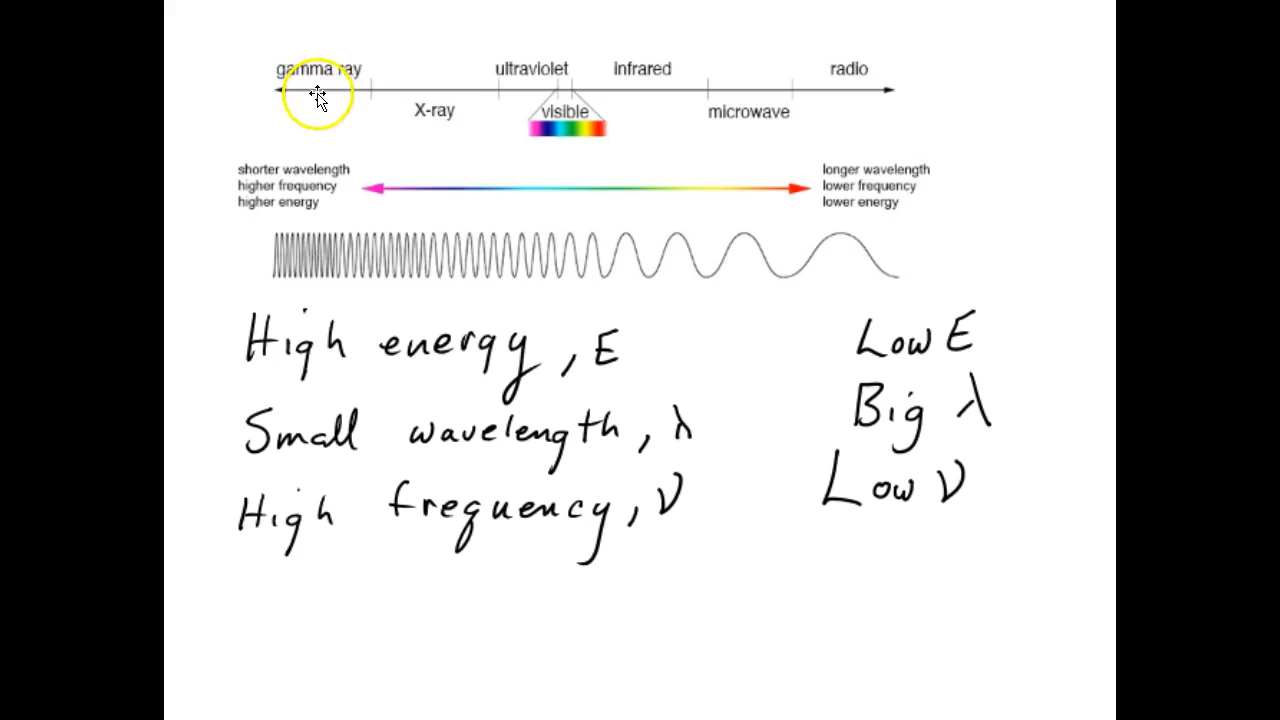 gamma ray ultraviolet infrared radio
X-ray visible microwave
shorter wavelength longer wavelength
higher frequency lower frequency
higher energy lower energy
High energy, E Low E
Small wavelength, λ Big λ
High frequency, ν Low ν